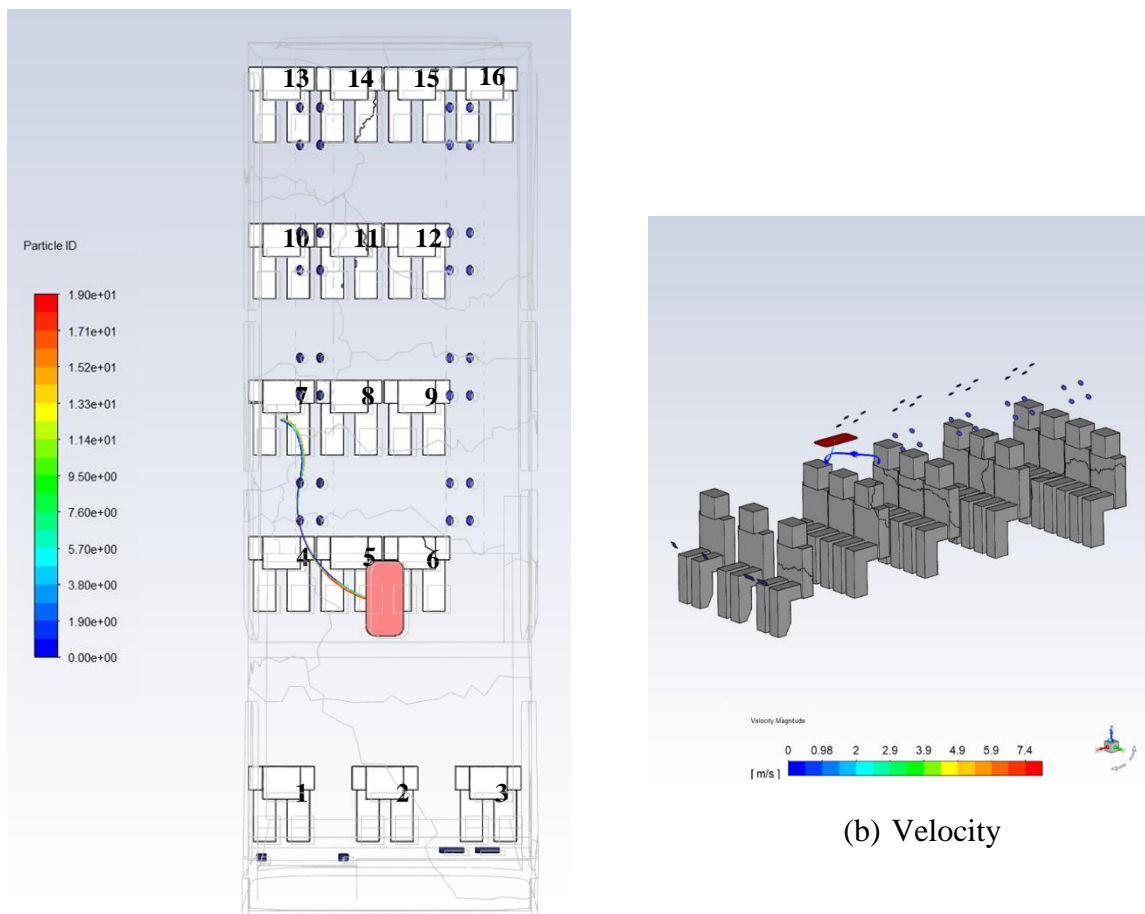 13 14 15 16
10 11 12
Particle ID
1.90e+01
1.71e+01
1.52e+01
1.33e+01
1.14e+01
9.50e+00
7.60e+00
5.70e+00
3.80e+00
1.90e+00
0.00e+00
7 8 9
4 5 6
1 2 3
Velocity Magnitude
0 0.98 2 2.9 3.9 4.9 5.9 7.4
[ m/s ]
(b) Velocity